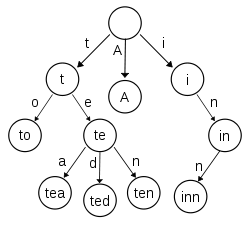 t A i
t A i
o e n
to te in
a d n n
tea ted ten inn